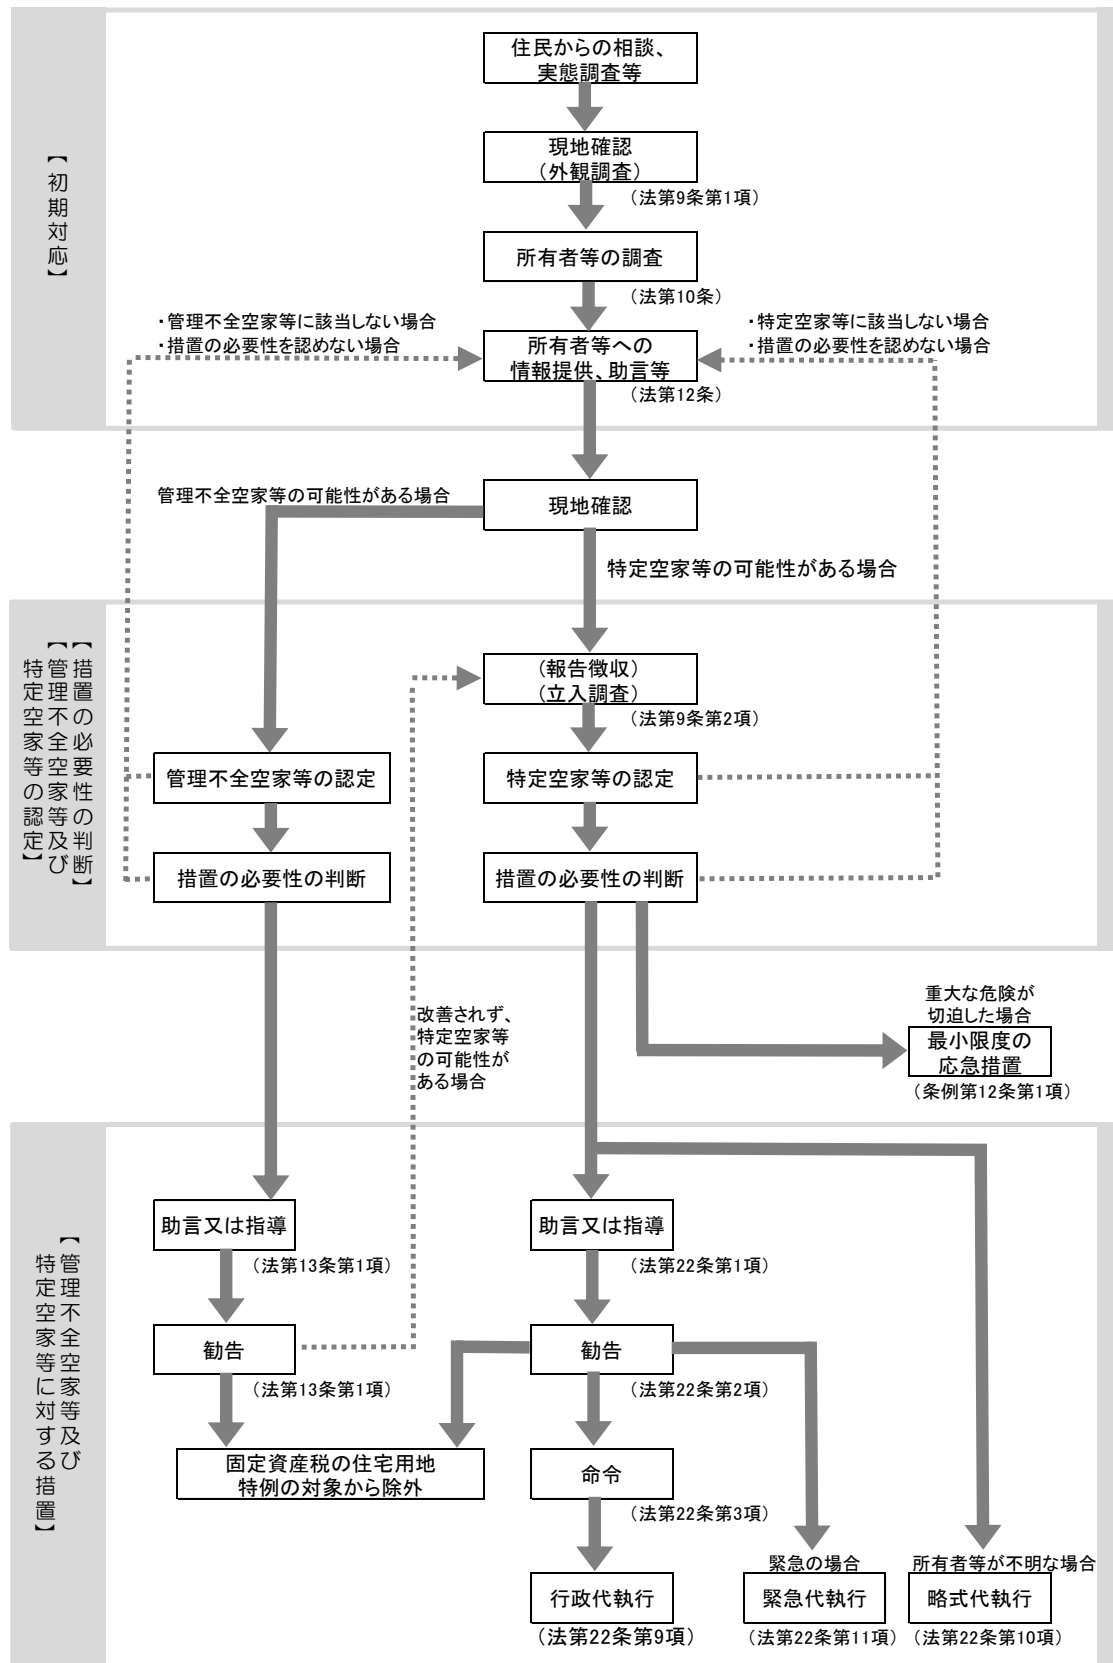 【初期対応】
住民からの相談、
実態調査等
現地確認
（外観調査）
（法第9条第1項）
所有者等の調査
（法第10条）
・管理不全空家等に該当しない場合
・措置の必要性を認めない場合
・特定空家等に該当しない場合
・措置の必要性を認めない場合
所有者等への
情報提供、助言等
（法第12条）
現地確認
管理不全空家等の可能性がある場合
特定空家等の可能性がある場合
【措置の必要性の判断】
【管理不全空家等及び
特定空家等の認定】
（報告徴収）
（立入調査）
（法第9条第2項）
管理不全空家等の認定
特定空家等の認定
措置の必要性の判断
措置の必要性の判断
改善されず、
特定空家等
の可能性が
ある場合
重大な危険が
切迫した場合
最小限度の
応急措置
（条例第12条第1項）
【管理不全空家等及び
特定空家等に対する措置】
助言又は指導
（法第13条第1項）
助言又は指導
（法第22条第1項）
勧告
（法第13条第1項）
勧告
（法第22条第2項）
固定資産税の住宅用地
特例の対象から除外
命令
（法第22条第3項）
行政代執行
（法第22条第9項）
緊急の場合
緊急代執行
（法第22条第11項）
所有者等が不明な場合
略式代執行
（法第22条第10項）